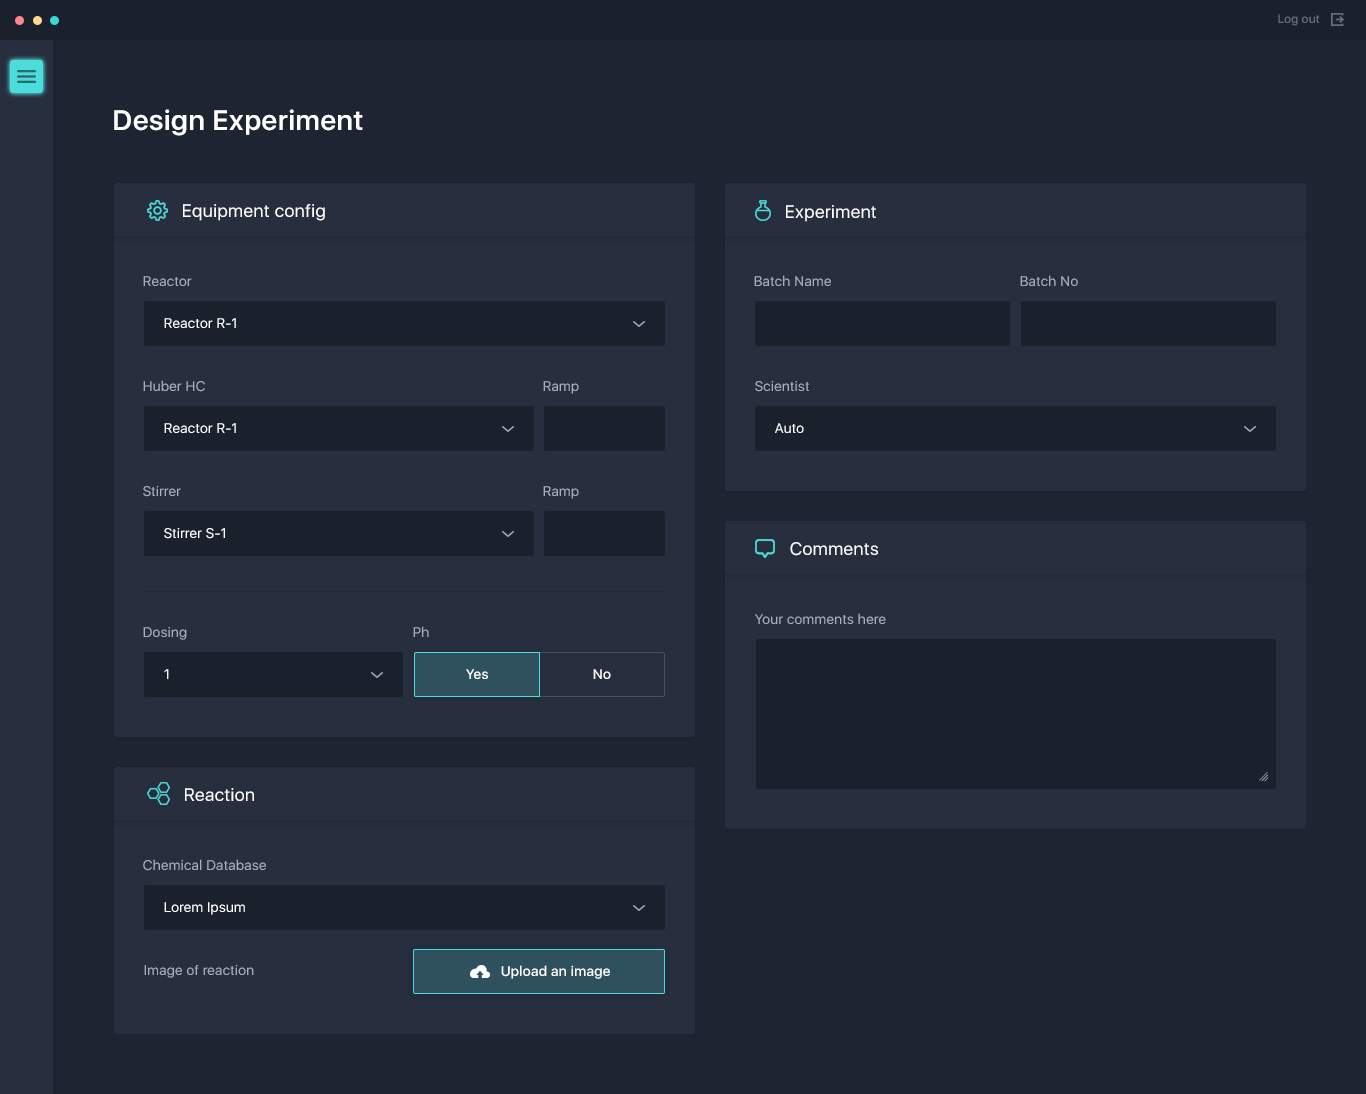 Log out
Design Experiment
Equipment config
Reactor
Reactor R-1
Huber HC
Ramp
Reactor R-1
Stirrer
Ramp
Stirrer S-1
Dosing
Ph
1
Yes
No
Reaction
Chemical Database
Lorem Ipsum
Image of reaction
Upload an image
Experiment
Batch Name
Batch No
Scientist
Auto
Comments
Your comments here